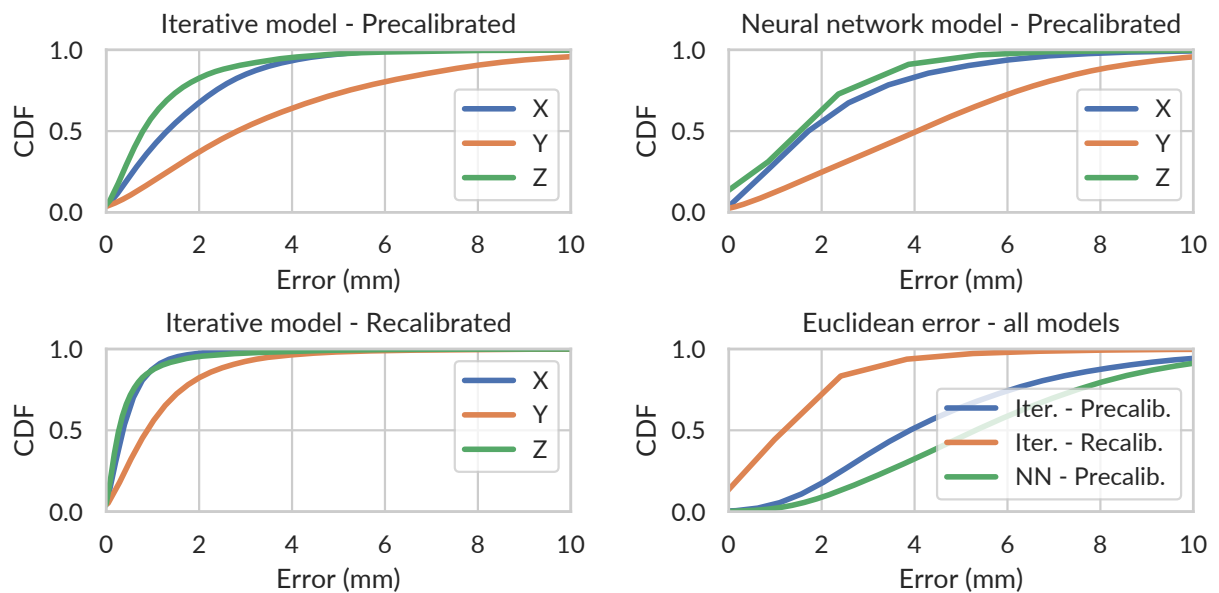 Iterative model - Precalibrated
CDF
1.0
0.5
0.0
X
Y
Z
0 2 4 6 8 10
Error (mm)
Neural network model - Precalibrated
CDF
1.0
0.5
0.0
X
Y
Z
0 2 4 6 8 10
Error (mm)
Iterative model - Recalibrated
CDF
1.0
0.5
0.0
X
Y
Z
0 2 4 6 8 10
Error (mm)
Euclidean error - all models
CDF
1.0
0.5
0.0
Iter. - Precalib.
Iter. - Recalib.
NN - Precalib.
0 2 4 6 8 10
Error (mm)